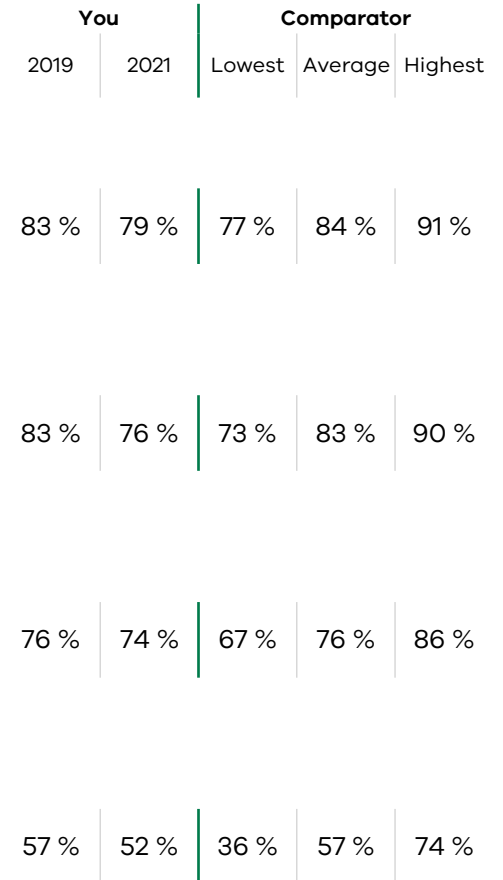 You Comparator
2019 2021 Lowest Average Highest
83 % 79 % 77 % 84 % 91 %
83 % 76 % 73 % 83 % 90 %
76 % 74 % 67 % 76 % 86 %
57 % 52 % 36 % 57 % 74 %